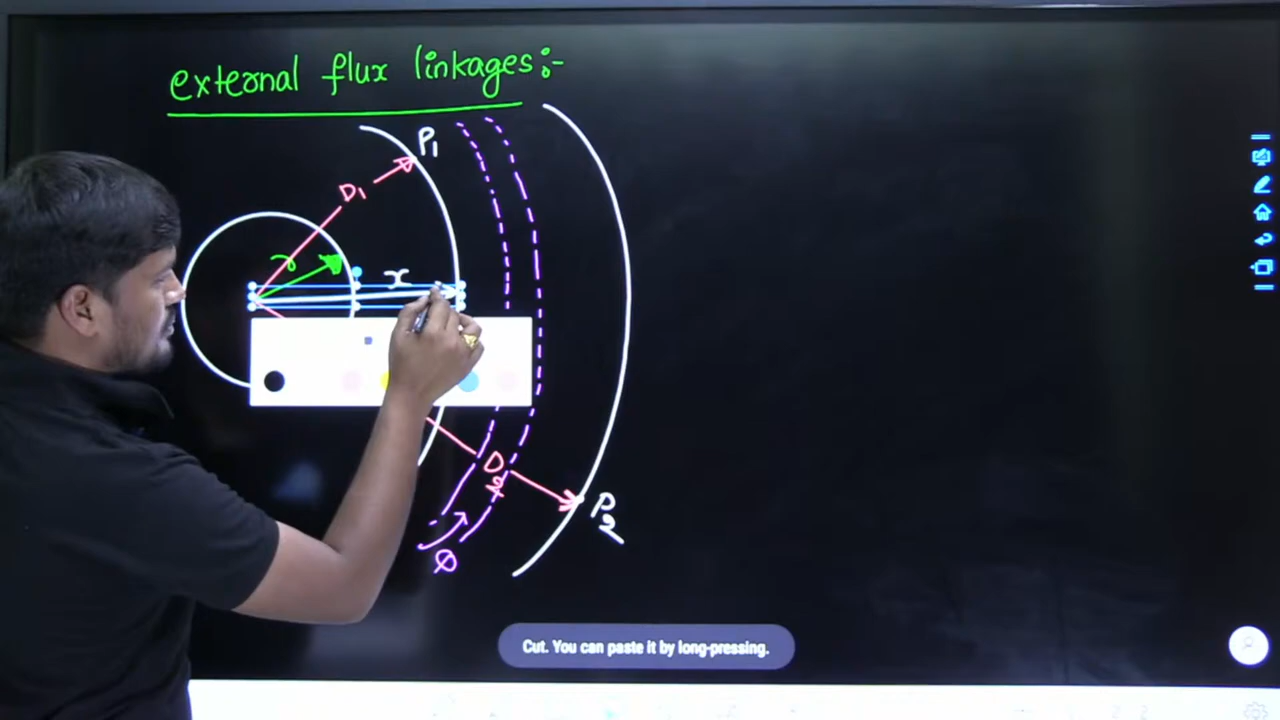 external flux linkages:-
P1
D1
r
x
D2
P2
Φ
Cut. You can paste it by long-pressing.